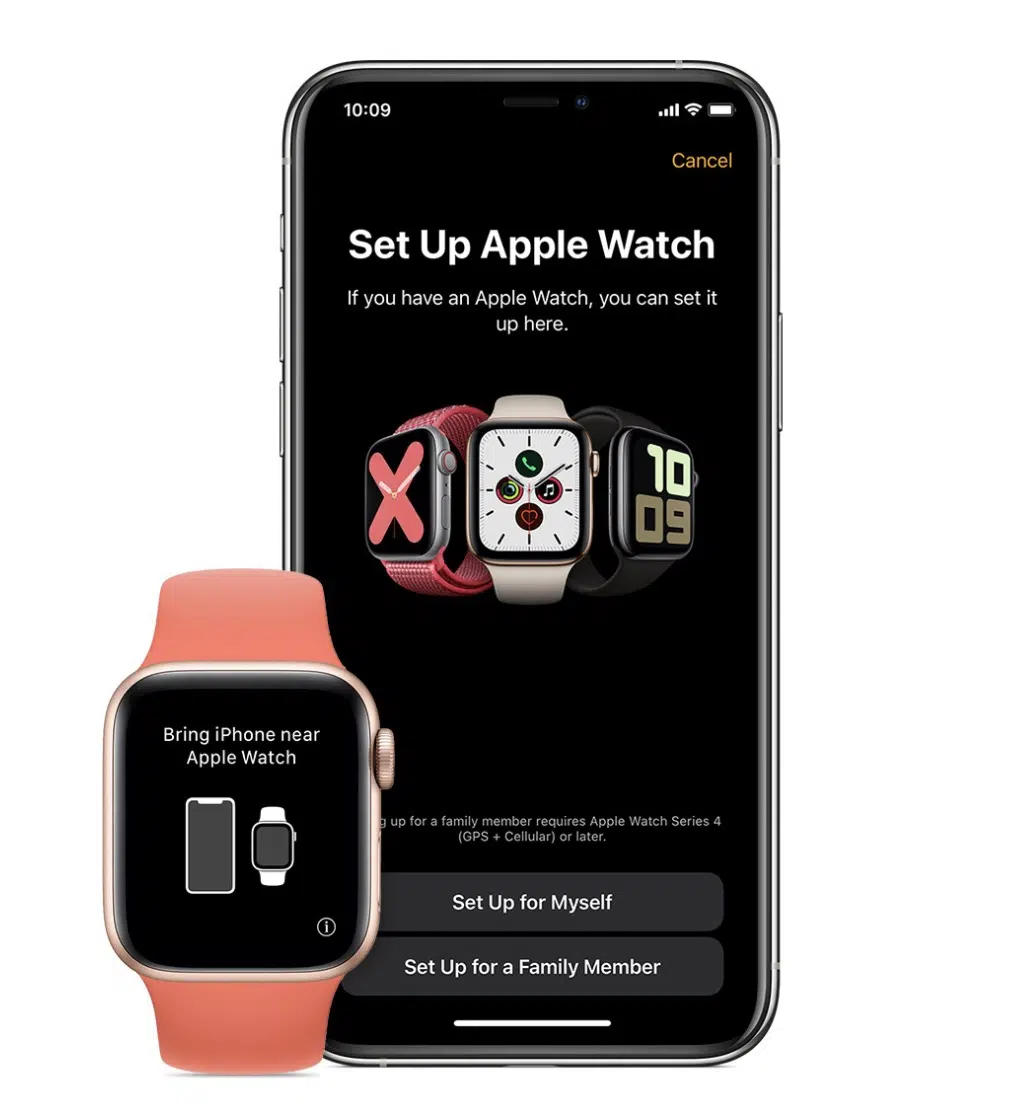 10:09
Cancel
Set Up Apple Watch
If you have an Apple Watch, you can set it
up here.
10
09
Bring iPhone near
Apple Watch
up for a family member requires Apple Watch Series 4
(GPS + Cellular) or later.
Set Up for Myself
Set Up for a Family Member